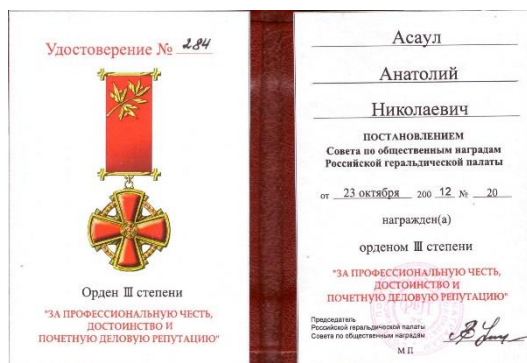 Удостоверение № 284
Орден III степени
"ЗА ПРОФЕССИОНАЛЬНУЮ ЧЕСТЬ,
ДОСТОИНСТВО И
ПОЧЕТНУЮ ДЕЛОВУЮ РЕПУТАЦИЮ"
Асаул
Анатолий
Николаевич
ПОСТАНОВЛЕНИЕМ
Совета по общественным наградам
Российской геральдической палаты
от 23 октября 200 12 № 20
награжден(а)
орденом III степени
"ЗА ПРОФЕССИОНАЛЬНУЮ ЧЕСТЬ,
ДОСТОИНСТВО И
ПОЧЕТНУЮ ДЕЛОВУЮ РЕПУТАЦИЮ"
Председатель
Российской геральдической палаты
Совета по общественным наградам
М П